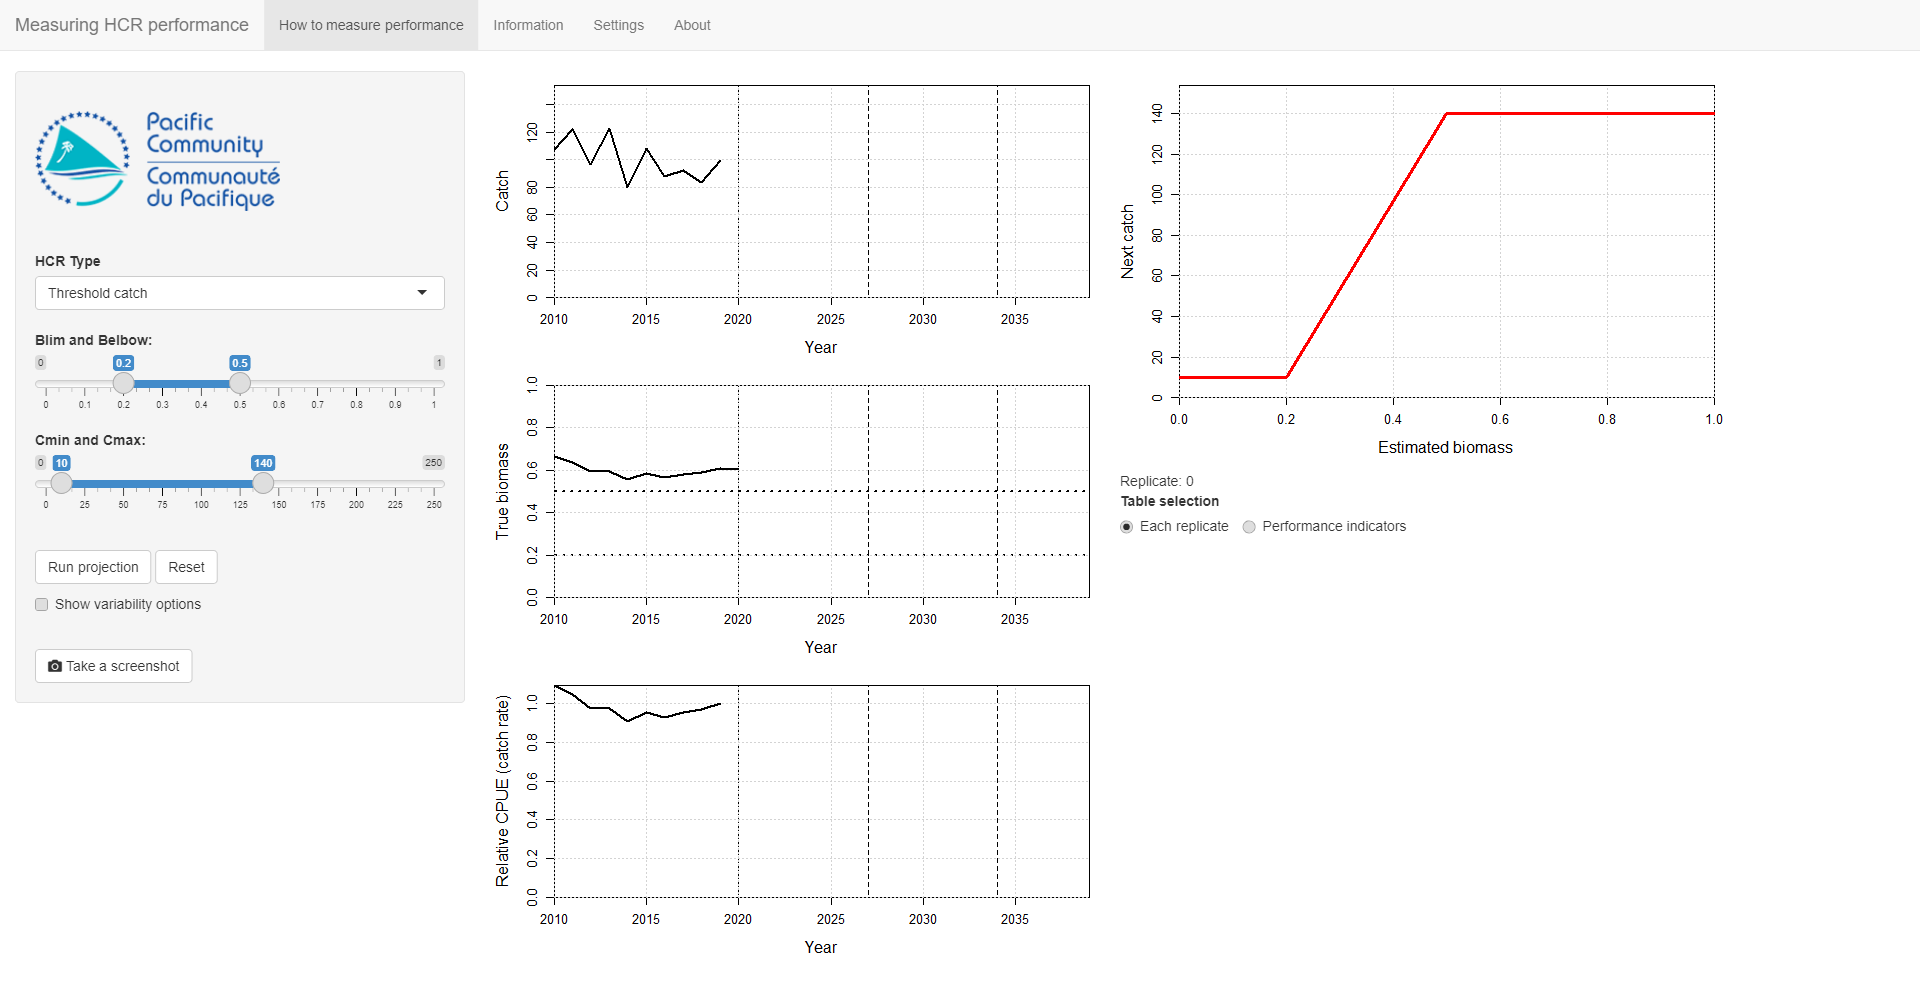 Measuring HCR performance
How to measure performance
Information
Settings
About
Pacific
Community
Communauté
du Pacifique
HCR Type
Threshold catch
Blim and Belbow:
0 0.2 0.5 1
0 0.1 0.2 0.3 0.4 0.5 0.6 0.7 0.8 0.9 1
Cmin and Cmax:
0 10 140 250
0 25 50 75 100 125 150 175 200 225 250
Run projection
Reset
Show variability options
Take a screenshot
Catch
0 20 40 60 80 120
2010 2015 2020 2025 2030 2035
Year
True biomass
0.0 0.2 0.4 0.6 0.8 1.0
2010 2015 2020 2025 2030 2035
Year
Relative CPUE (catch rate)
0.0 0.2 0.4 0.6 0.8 1.0
2010 2015 2020 2025 2030 2035
Year
Next catch
0 20 40 60 80 100 120 140
0.0 0.2 0.4 0.6 0.8 1.0
Estimated biomass
Replicate: 0
Table selection
Each replicate
Performance indicators